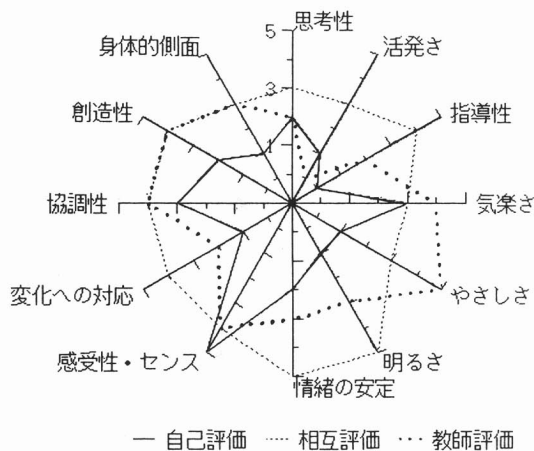 思考性
5
身体的側面
活発さ
3
創造性
指導性
1
協調性
気楽さ
変化への対応
やさしさ
感受性・センス
明るさ
情緒の安定
― 自己評価 ┄ 相互評価 ･･･ 教師評価